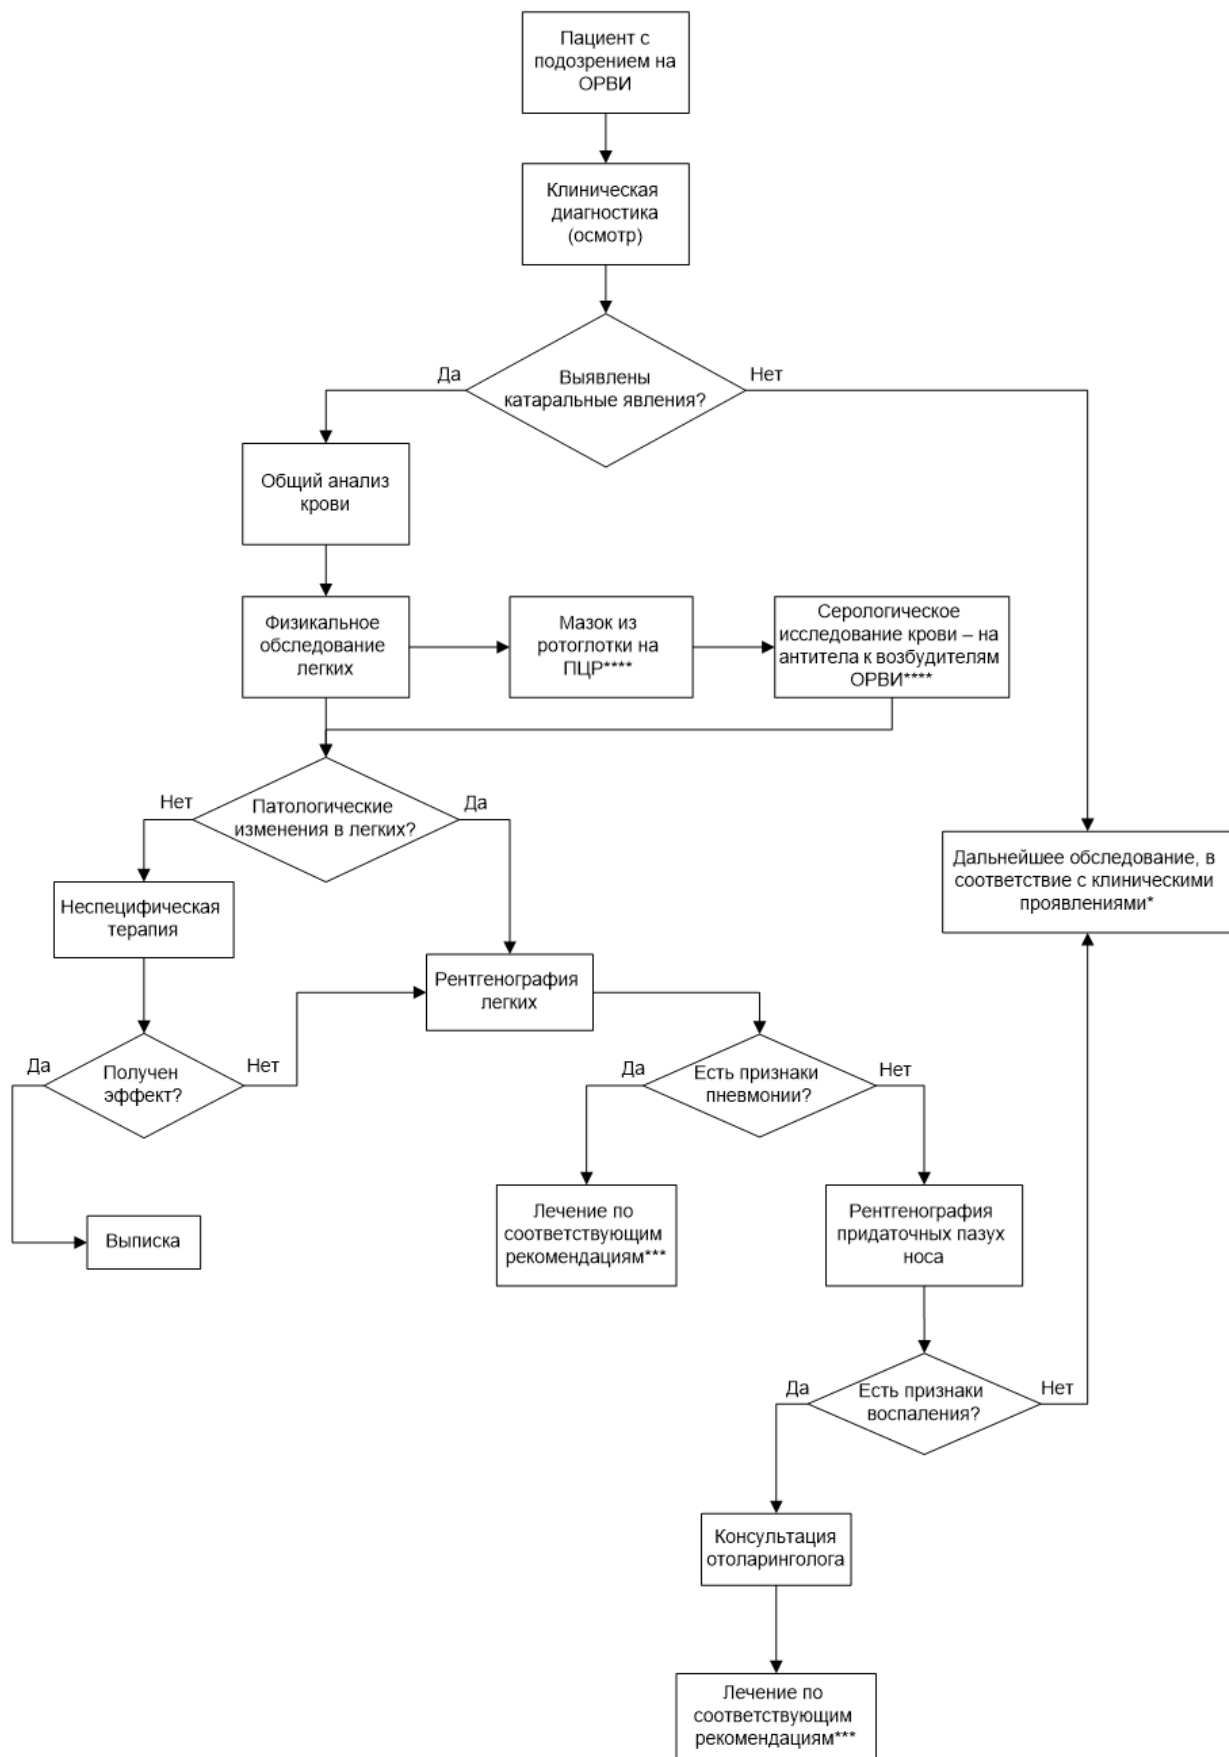 Пациент с
подозрением на
ОРВИ
Клиническая
диагностика
(осмотр)
Выявлены
катаральные явления?
Да
Нет
Общий анализ
крови
Физикальное
обследование
легких
Мазок из
ротоглотки на
ПЦР****
Серологическое
исследование крови – на
антитела к возбудителям
ОРВИ****
Патологические
изменения в легких?
Нет
Да
Неспецифическая
терапия
Дальнейшее обследование, в
соответствие с клиническими
проявлениями*
Рентгенография
легких
Получен
эффект?
Да
Нет
Есть признаки
пневмонии?
Да
Нет
Выписка
Лечение по
соответствующим
рекомендациям***
Рентгенография
придаточных пазух
носа
Есть признаки
воспаления?
Да
Нет
Консультация
отоларинголога
Лечение по
соответствующим
рекомендациям***